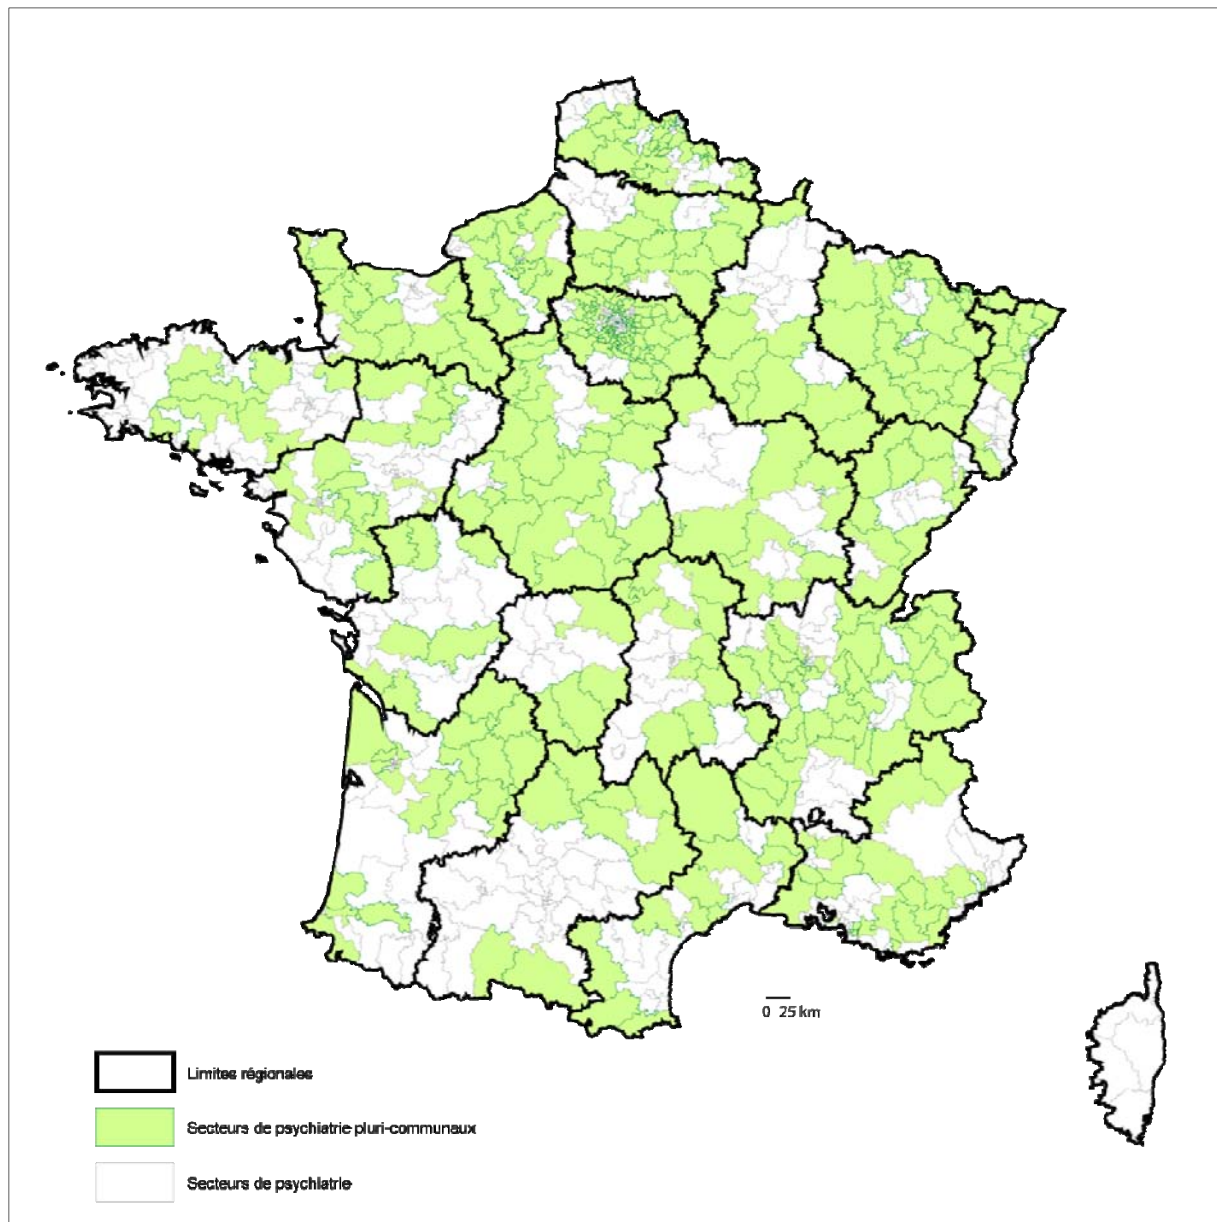 0 25 km
Limites régionales
Secteurs de psychiatrie pluri-communaux
Secteurs de psychiatrie